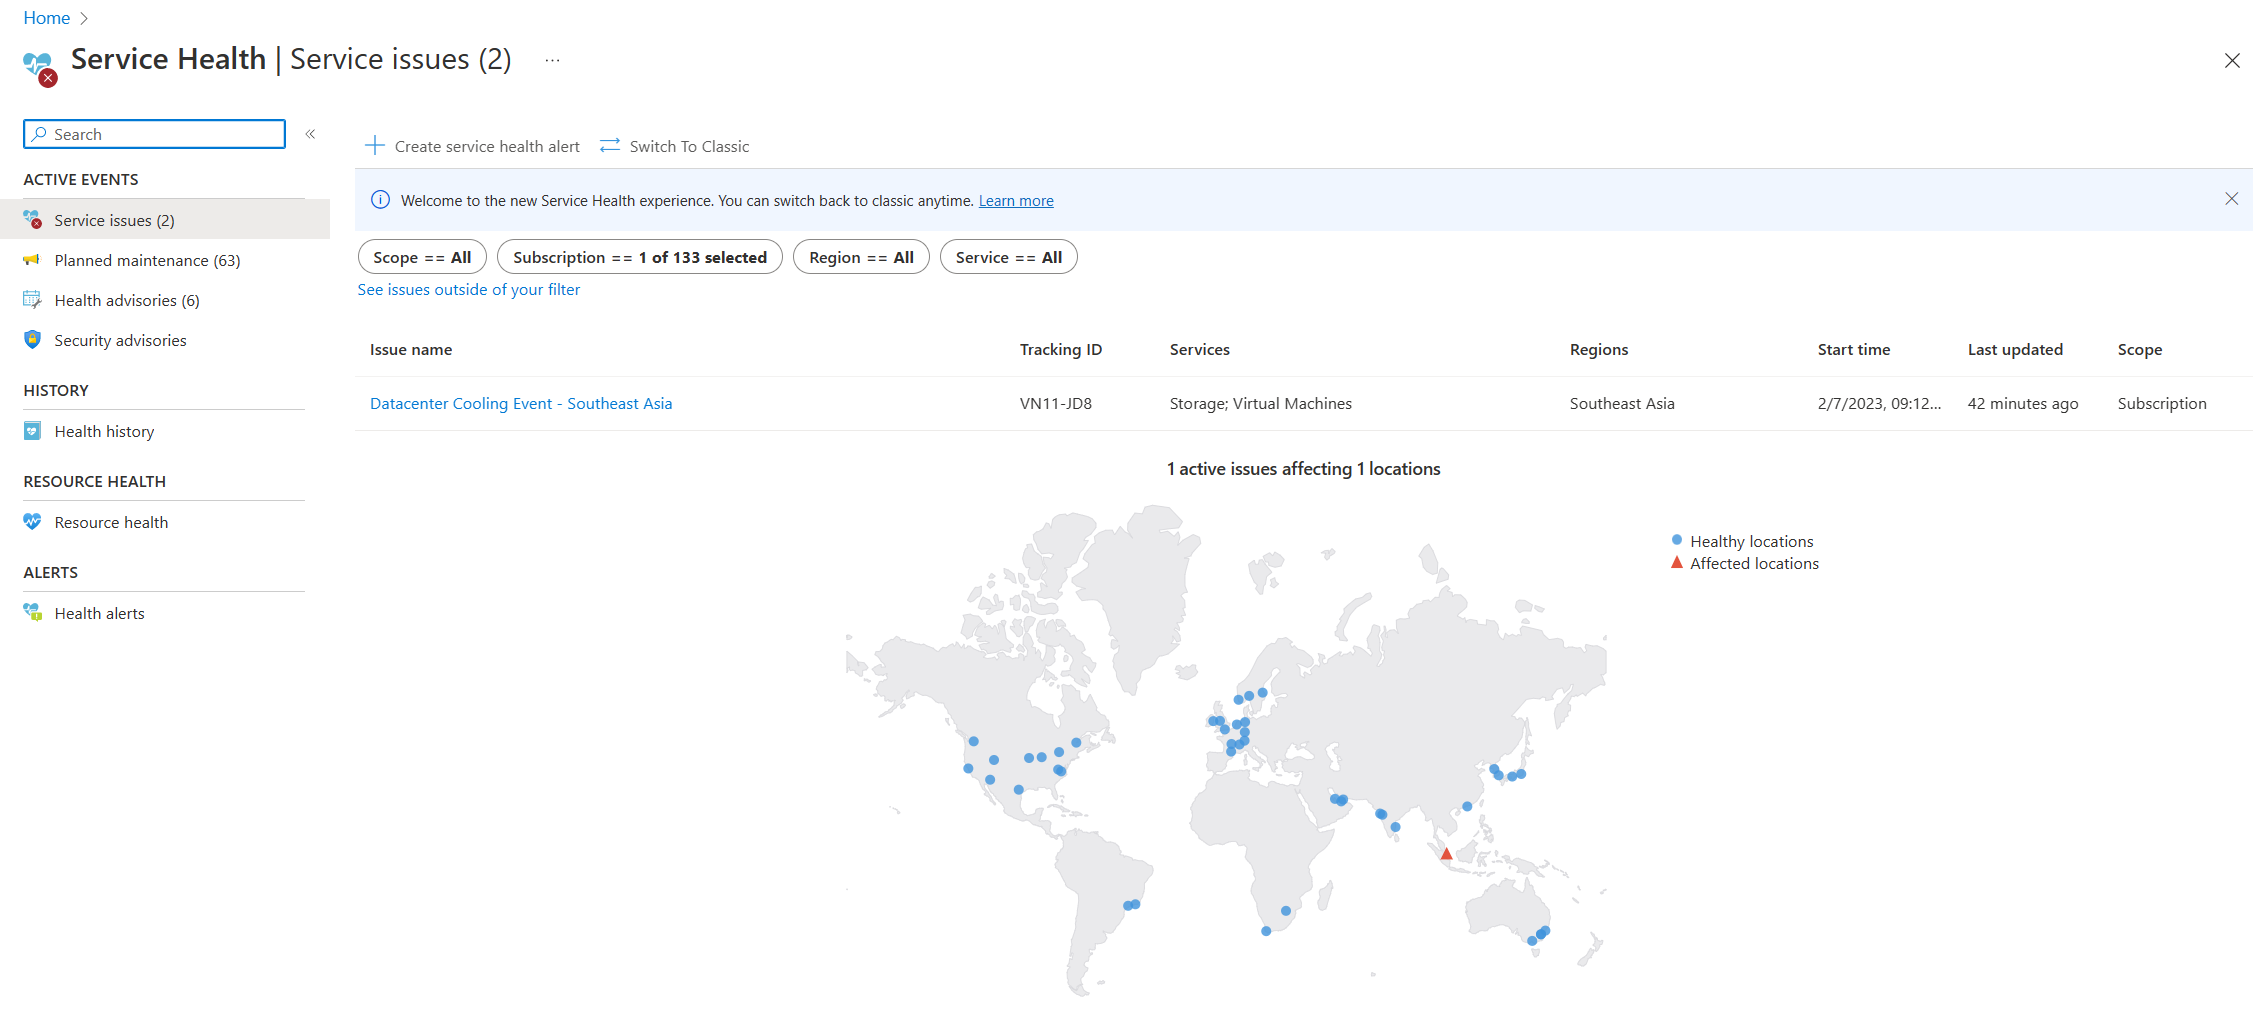 Home
Service Health | Service issues (2) ...
Search
ACTIVE EVENTS
Service issues (2)
Planned maintenance (63)
Health advisories (6)
Security advisories
HISTORY
Health history
RESOURCE HEALTH
Resource health
ALERTS
Health alerts
Create service health alert Switch To Classic
Welcome to the new Service Health experience. You can switch back to classic anytime. Learn more
Scope == All Subscription == 1 of 133 selected Region == All Service == All
See issues outside of your filter
Issue name Tracking ID Services Regions Start time Last updated Scope
Datacenter Cooling Event - Southeast Asia VN11-JD8 Storage; Virtual Machines Southeast Asia 2/7/2023, 09:12... 42 minutes ago Subscription
1 active issues affecting 1 locations
Healthy locations
Affected locations